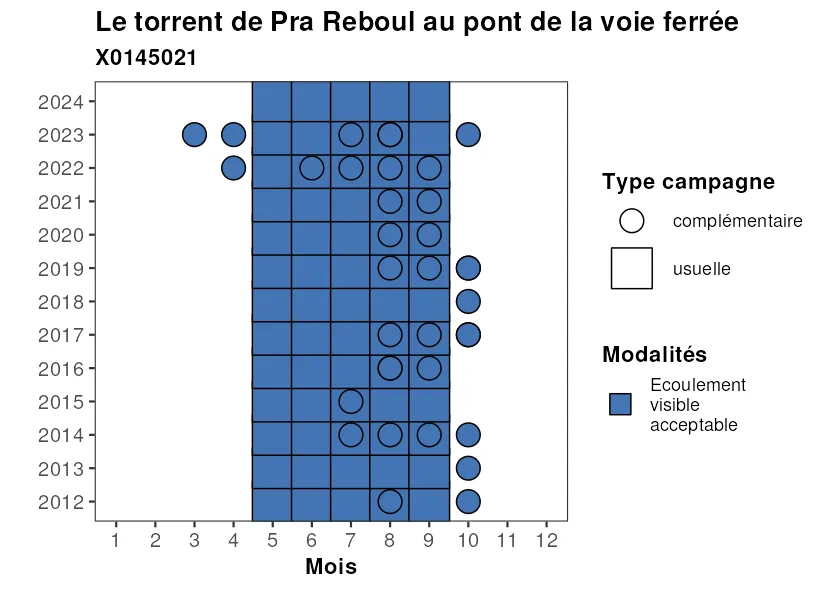 Le torrent de Pra Reboul au pont de la voie ferrée
X0145021
2024
2023
2022
2021
2020
2019
2018
2017
2016
2015
2014
2013
2012
1 2 3 4 5 6 7 8 9 10 11 12
Mois
Type campagne
complémentaire
usuelle
Modalités
Ecoulement
visible
acceptable